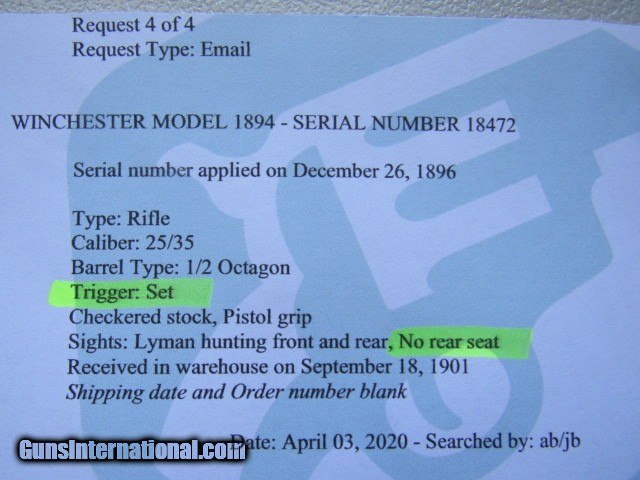 Request 4 of 4
Request Type: Email
WINCHESTER MODEL 1894 - SERIAL NUMBER 18472
Serial number applied on December 26, 1896
Type: Rifle
Caliber: 25/35
Barrel Type: 1/2 Octagon
Trigger: Set
Checkered stock, Pistol grip
Sights: Lyman hunting front and rear, No rear seat
Received in warehouse on September 18, 1901
Shipping date and Order number blank
Date: April 03, 2020 - Searched by: ab/jb
GunsInternational.com